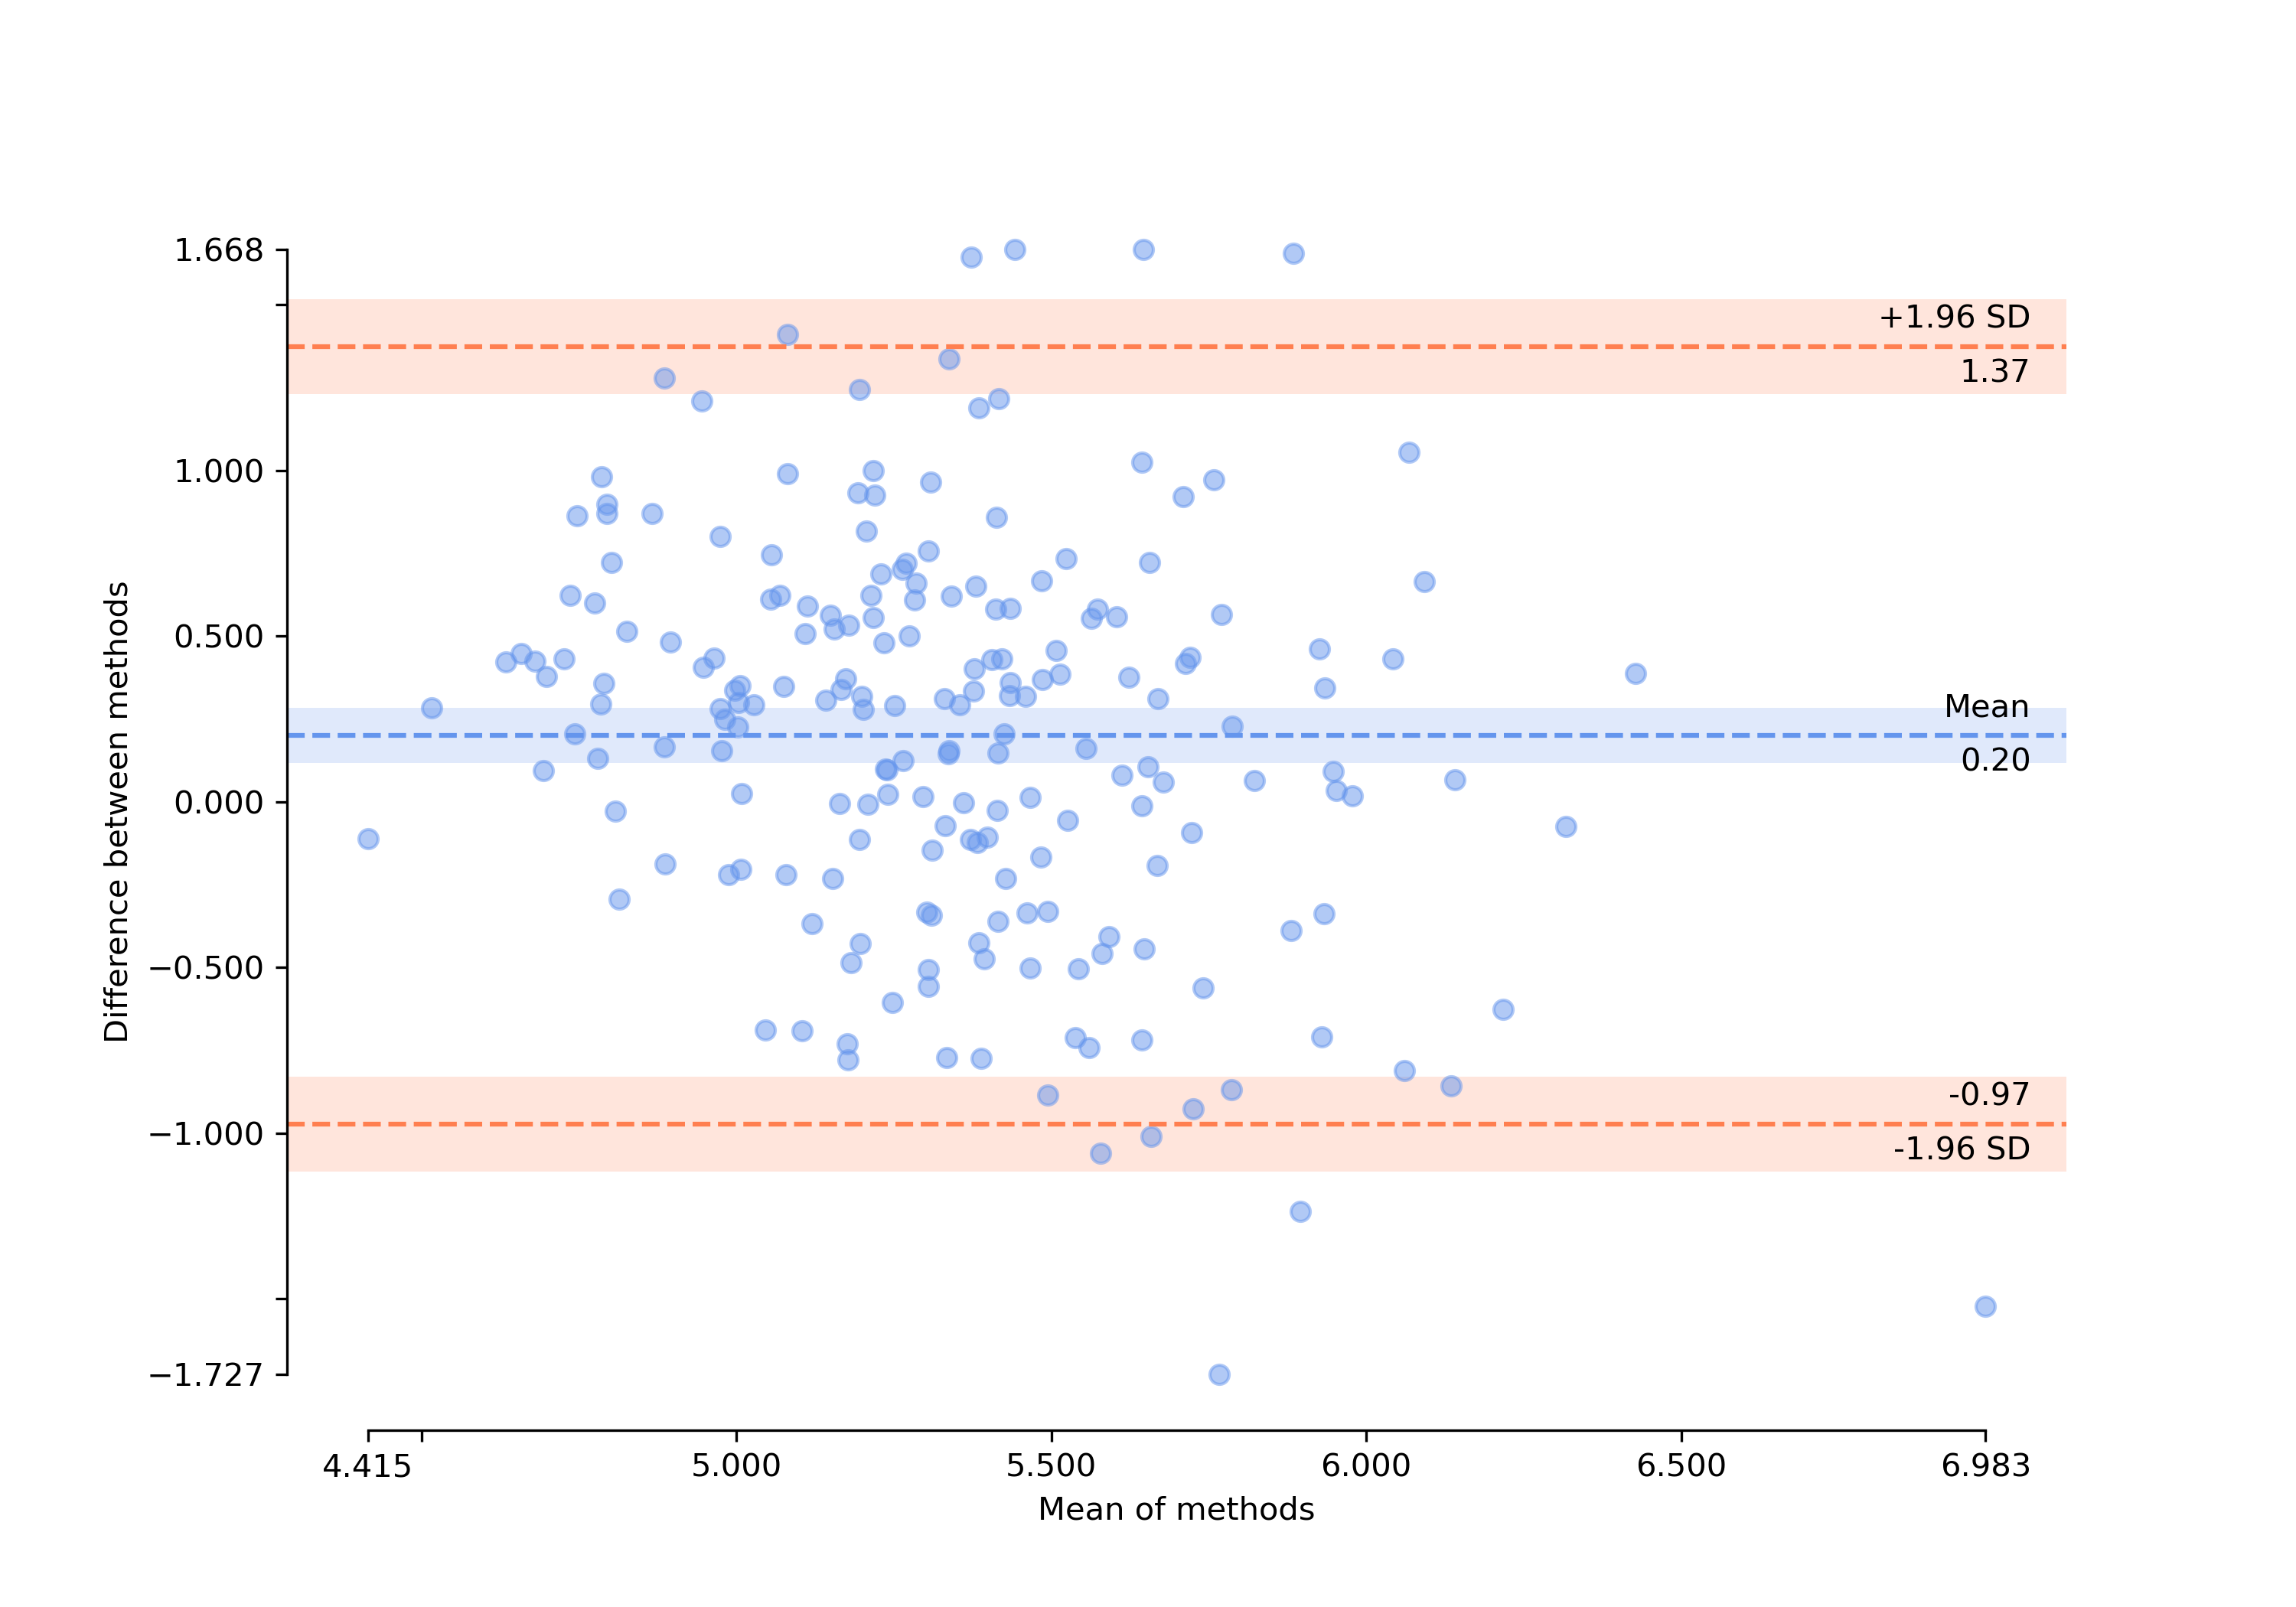 1.668
+1.96 SD
1.37
1.000
0.500
Mean
0.20
0.000
−0.500
-0.97
−1.000
-1.96 SD
−1.727
Difference between methods
4.415 5.000 5.500 6.000 6.500 6.983
Mean of methods